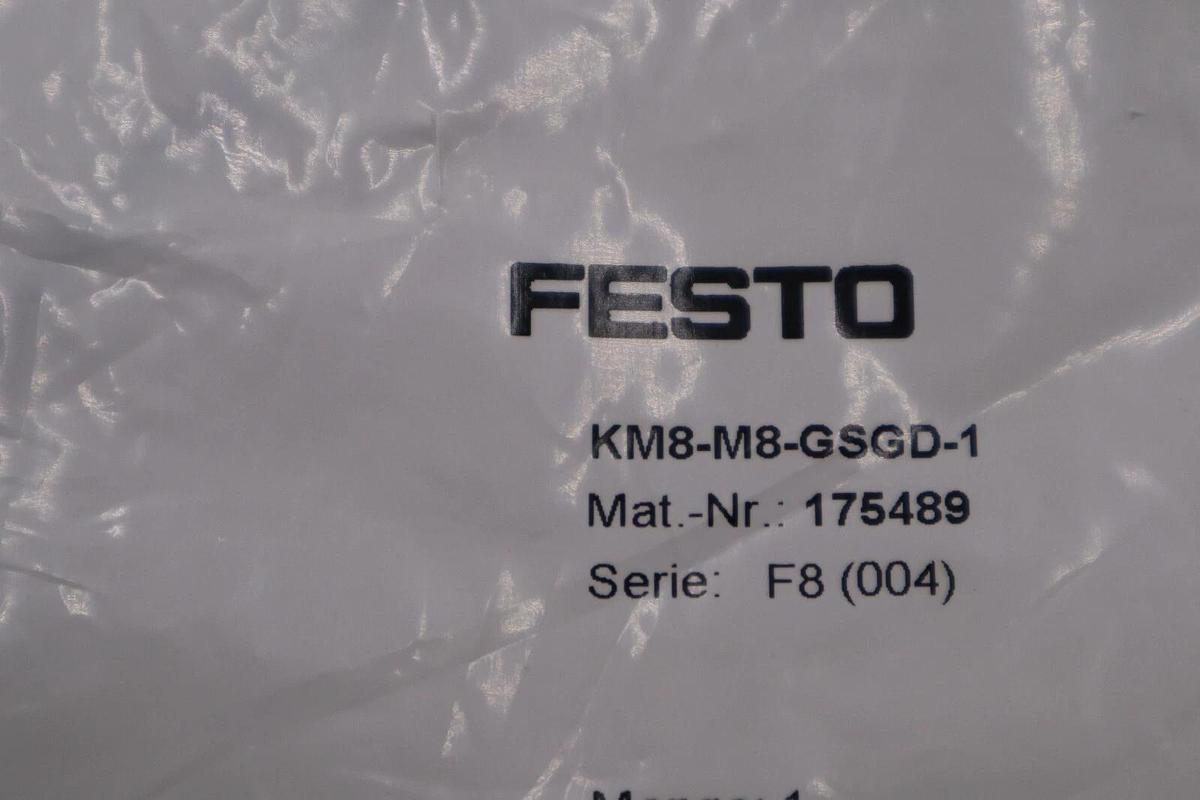 FESTO
KM8-M8-GSGD-1
Mat.-Nr.: 175489
Serie: F8 (004)